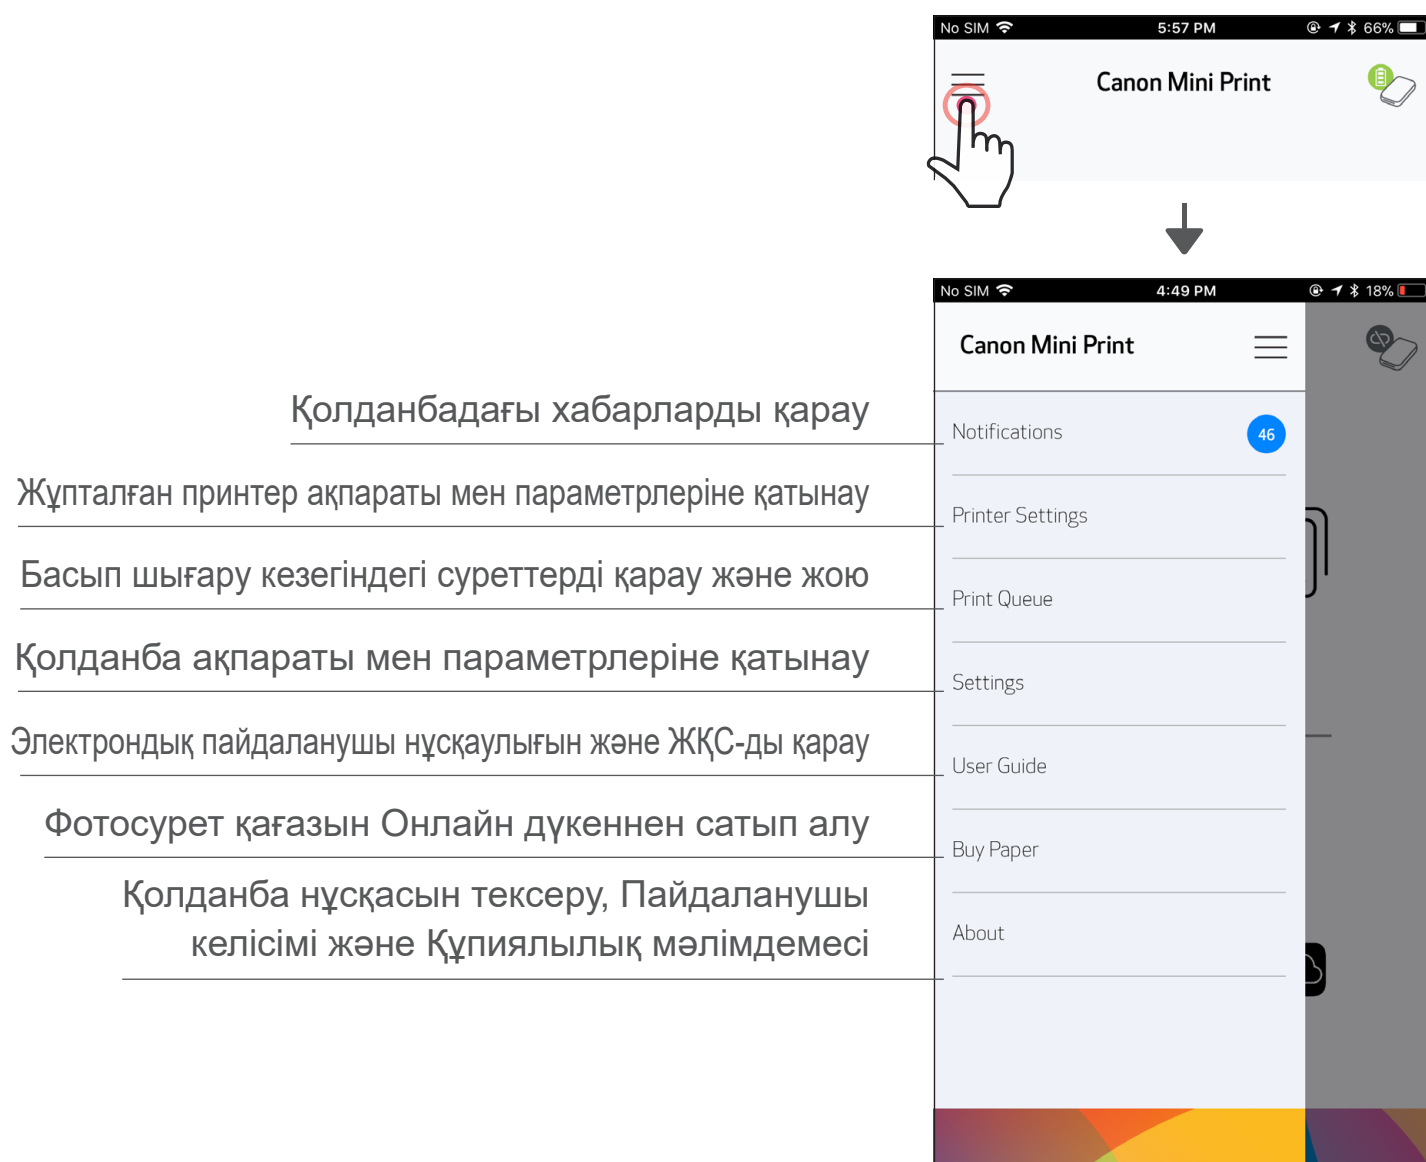 No SIM 5:57 PM 66%
Canon Mini Print
No SIM 4:49 PM 18%
Canon Mini Print
Қолданбадағы хабарларды қарау
Notifications 46
Жұпталған принтер ақпараты мен параметрлеріне қатынау
Printer Settings
Басып шығару кезегіндегі суреттерді қарау және жою
Print Queue
Қолданба ақпараты мен параметрлеріне қатынау
Settings
Электрондық пайдаланушы нұсқаулығын және ЖҚС-ды қарау
User Guide
Фотосурет қағазын Онлайн дүкеннен сатып алу
Buy Paper
Қолданба нұсқасын тексеру, Пайдаланушы
келісімі және Құпиялылық мәлімдемесі
About